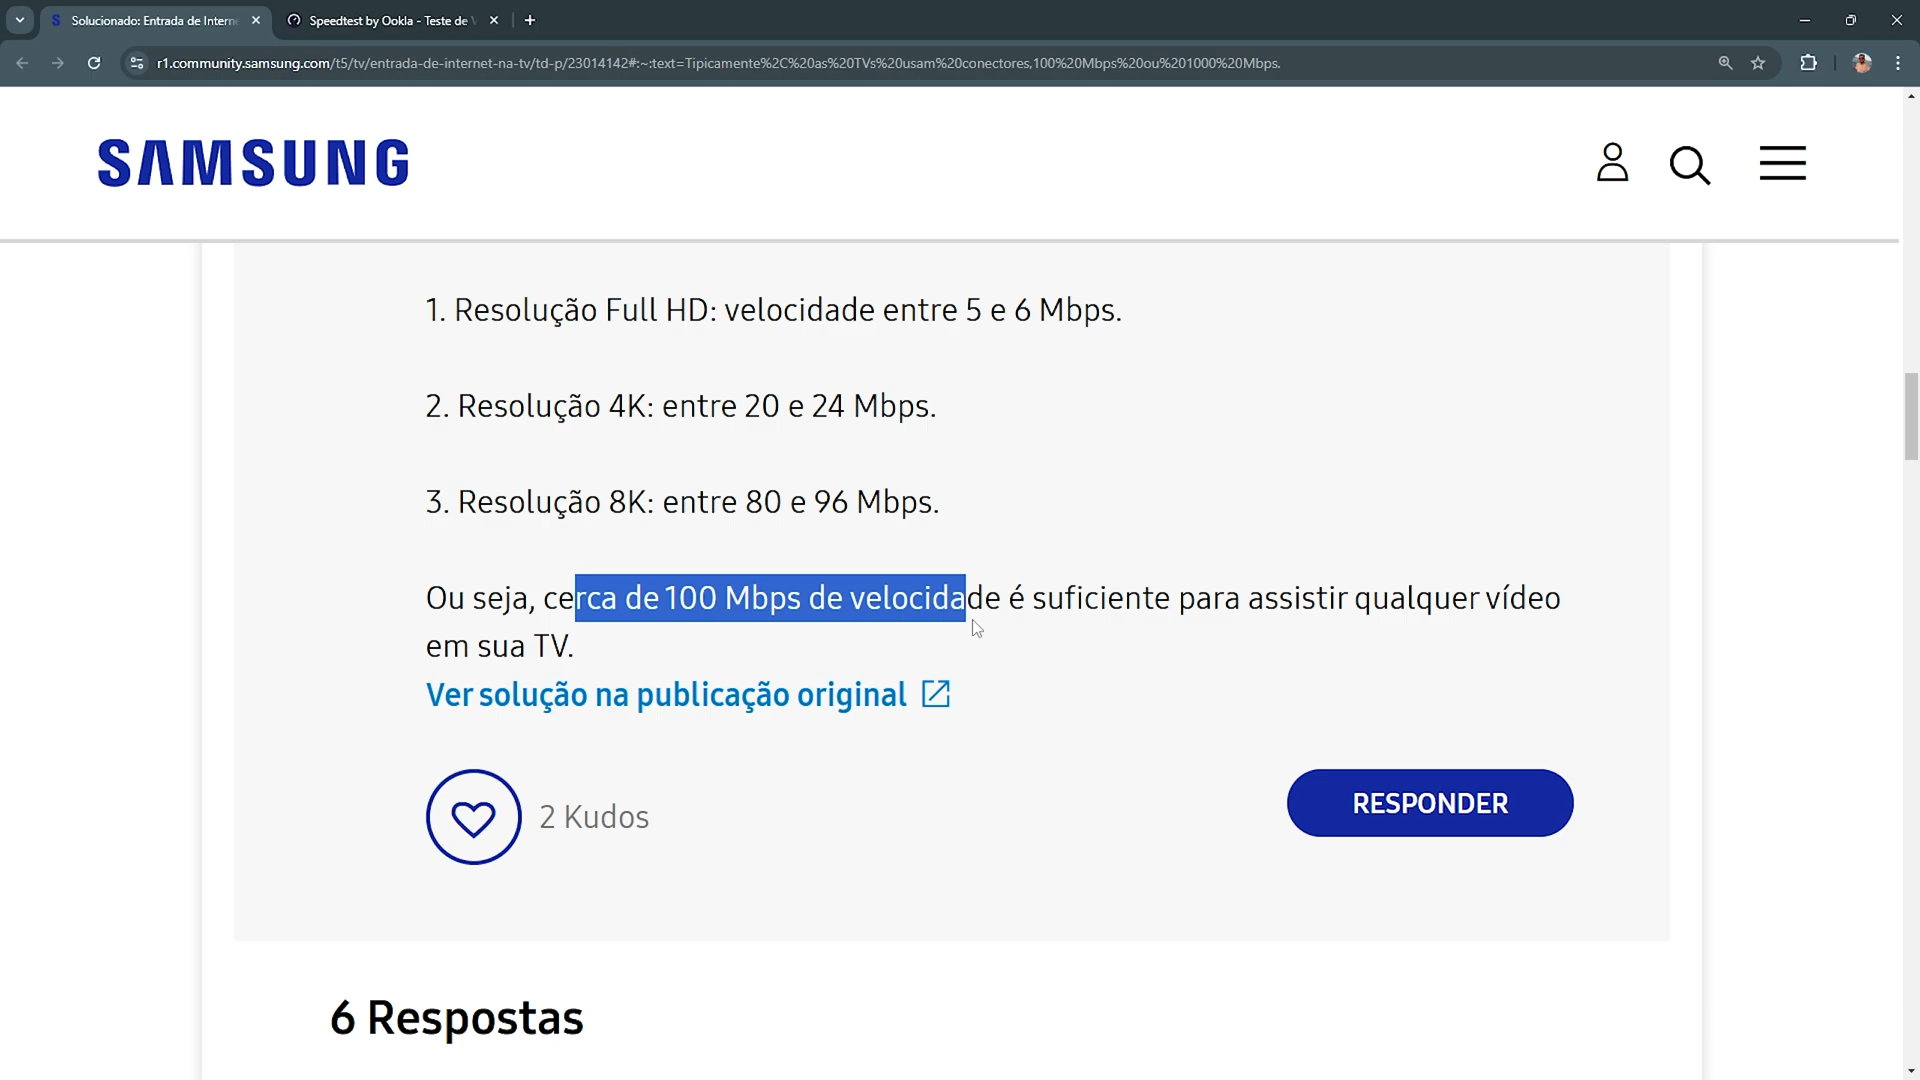 Solucionado: Entrada de Intern
Speedtest by Ookla - Teste de
r1.community.samsung.com/t5/tv/entrada-de-internet-na-tv/td-p/23014142#:~:text=Tipicamente%2C%20as%20TVs%20usam%20conectores,100%20Mbps%20ou%201000%20Mbps.
SAMSUNG
1. Resolução Full HD: velocidade entre 5 e 6 Mbps.
2. Resolução 4K: entre 20 e 24 Mbps.
3. Resolução 8K: entre 80 e 96 Mbps.
Ou seja, cerca de 100 Mbps de velocidade é suficiente para assistir qualquer vídeo
em sua TV.
Ver solução na publicação original
2 Kudos
RESPONDER
6 Respostas